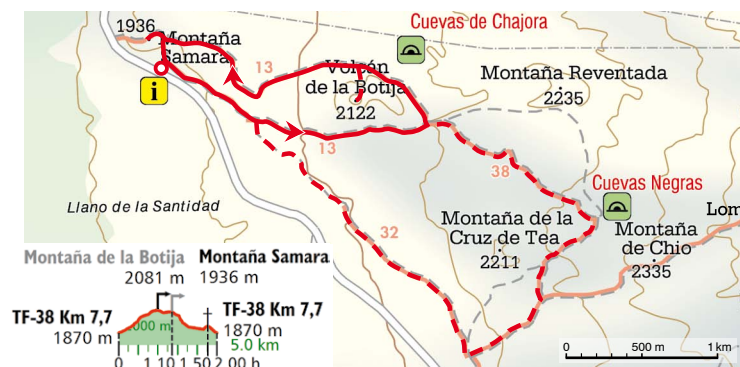 Cuevas de Chajora
1936
Montaña
Samara
i
13
Volcán
de la Botija
2122
Montaña Reventada
2235
13
38
Cuevas Negras
Llano de la Santidad
32
Montaña de la
Cruz de Tea
2211
Montaña
de Chio
2335
Lom
Montaña de la Botija
2081 m
Montaña Samara
1936 m
TF-38 Km 7,7
1870 m
TF-38 Km 7,7
1870 m
5.0 km
0
500 m
1 km